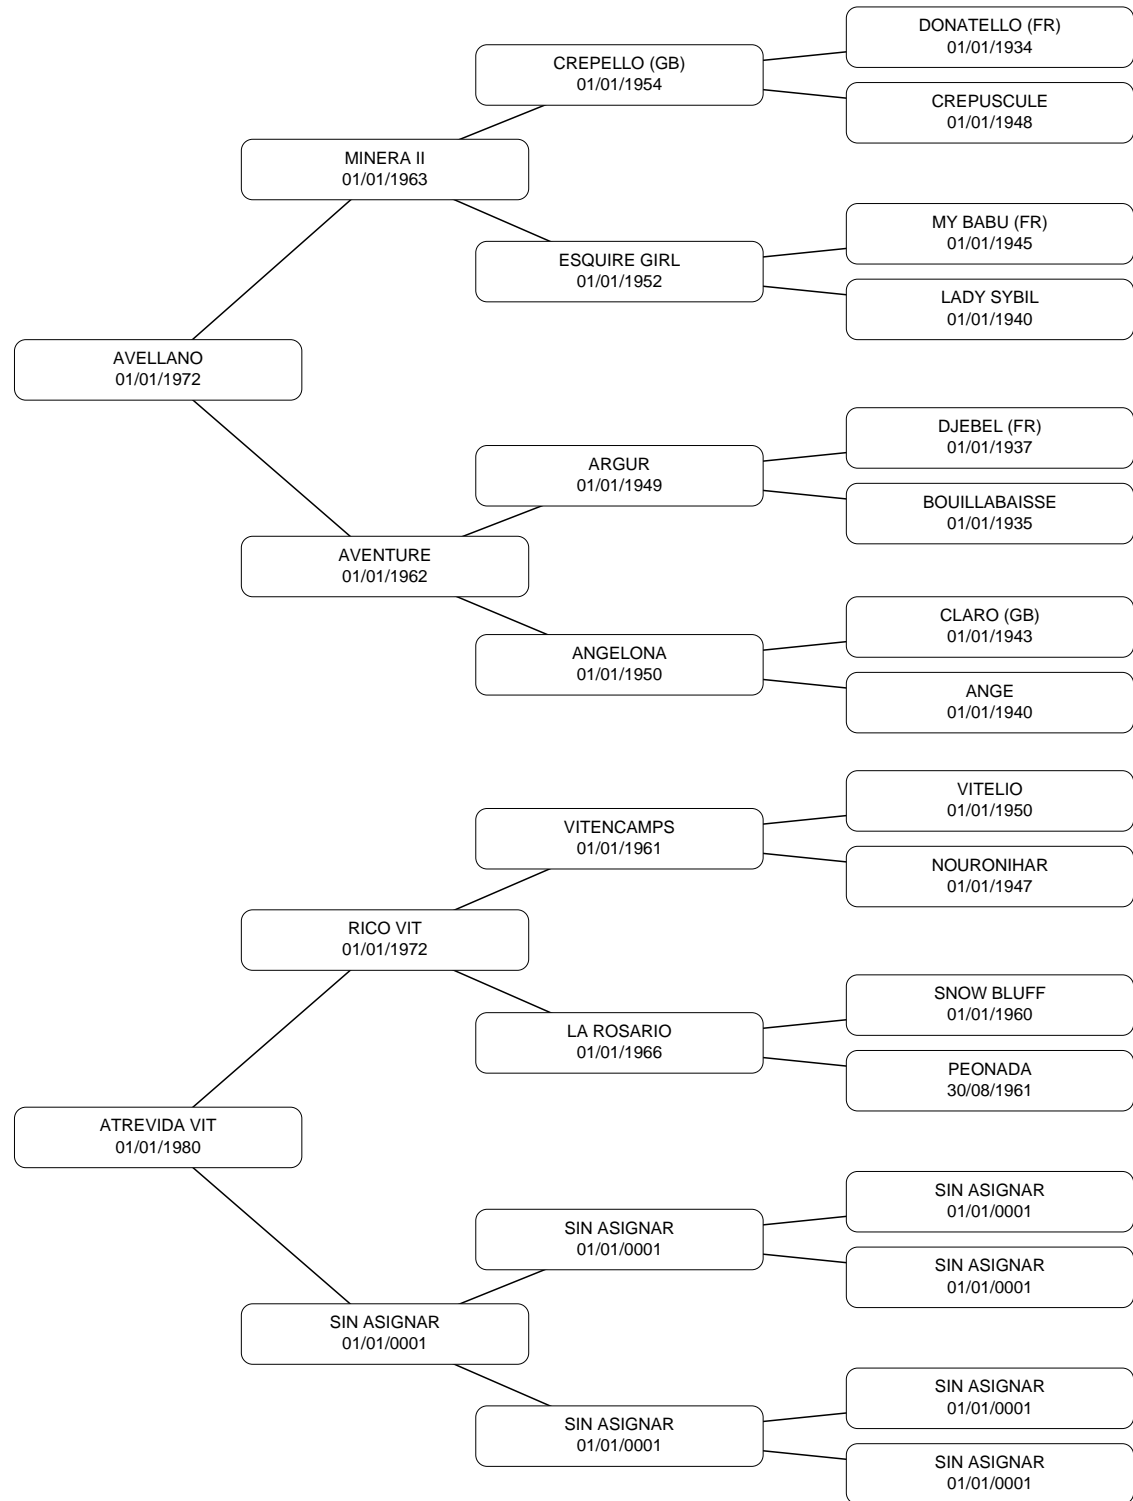 DONATELLO (FR)
01/01/1934
CREPELLO (GB)
01/01/1954
CREPUSCULE
01/01/1948
MINERA II
01/01/1963
MY BABU (FR)
01/01/1945
ESQUIRE GIRL
01/01/1952
LADY SYBIL
01/01/1940
AVELLANO
01/01/1972
DJEBEL (FR)
01/01/1937
ARGUR
01/01/1949
BOUILLABAISSE
01/01/1935
AVENTURE
01/01/1962
CLARO (GB)
01/01/1943
ANGELONA
01/01/1950
ANGE
01/01/1940
VITELIO
01/01/1950
VITENCAMPS
01/01/1961
NOURONIHAR
01/01/1947
RICO VIT
01/01/1972
SNOW BLUFF
01/01/1960
LA ROSARIO
01/01/1966
PEONADA
30/08/1961
ATREVIDA VIT
01/01/1980
SIN ASIGNAR
01/01/0001
SIN ASIGNAR
01/01/0001
SIN ASIGNAR
01/01/0001
SIN ASIGNAR
01/01/0001
SIN ASIGNAR
01/01/0001
SIN ASIGNAR
01/01/0001
SIN ASIGNAR
01/01/0001